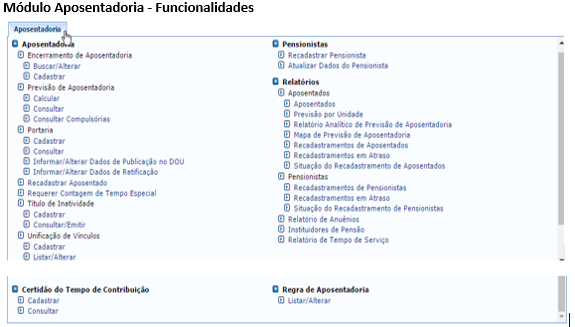 Módulo Aposentadoria - Funcionalidades
Aposentadoria
Aposentadoria
Encerramento de Aposentadoria
Buscar/Alterar
Cadastrar
Previsão de Aposentadoria
Calcular
Consultar
Consultar Compulsórias
Portaria
Cadastrar
Consultar
Informar/Alterar Dados de Publicação no DOU
Informar/Alterar Dados de Retificação
Recadastrar Aposentado
Requerer Contagem de Tempo Especial
Título de Inatividade
Cadastrar
Consultar/Emitir
Unificação de Vínculos
Cadastrar
Listar/Alterar
Pensionistas
Recadastrar Pensionista
Atualizar Dados do Pensionista
Relatórios
Aposentados
Aposentados
Previsão por Unidade
Relatório Analítico de Previsão de Aposentadoria
Mapa de Previsão de Aposentadoria
Recadastramentos de Aposentados
Recadastramentos em Atraso
Situação do Recadastramento de Aposentados
Pensionistas
Recadastramentos de Pensionistas
Recadastramentos em Atraso
Situação do Recadastramento de Pensionistas
Relatório de Anuênios
Instituidores de Pensão
Relatório de Tempo de Serviço
Certidão do Tempo de Contribuição
Cadastrar
Consultar
Regra de Aposentadoria
Listar/Alterar